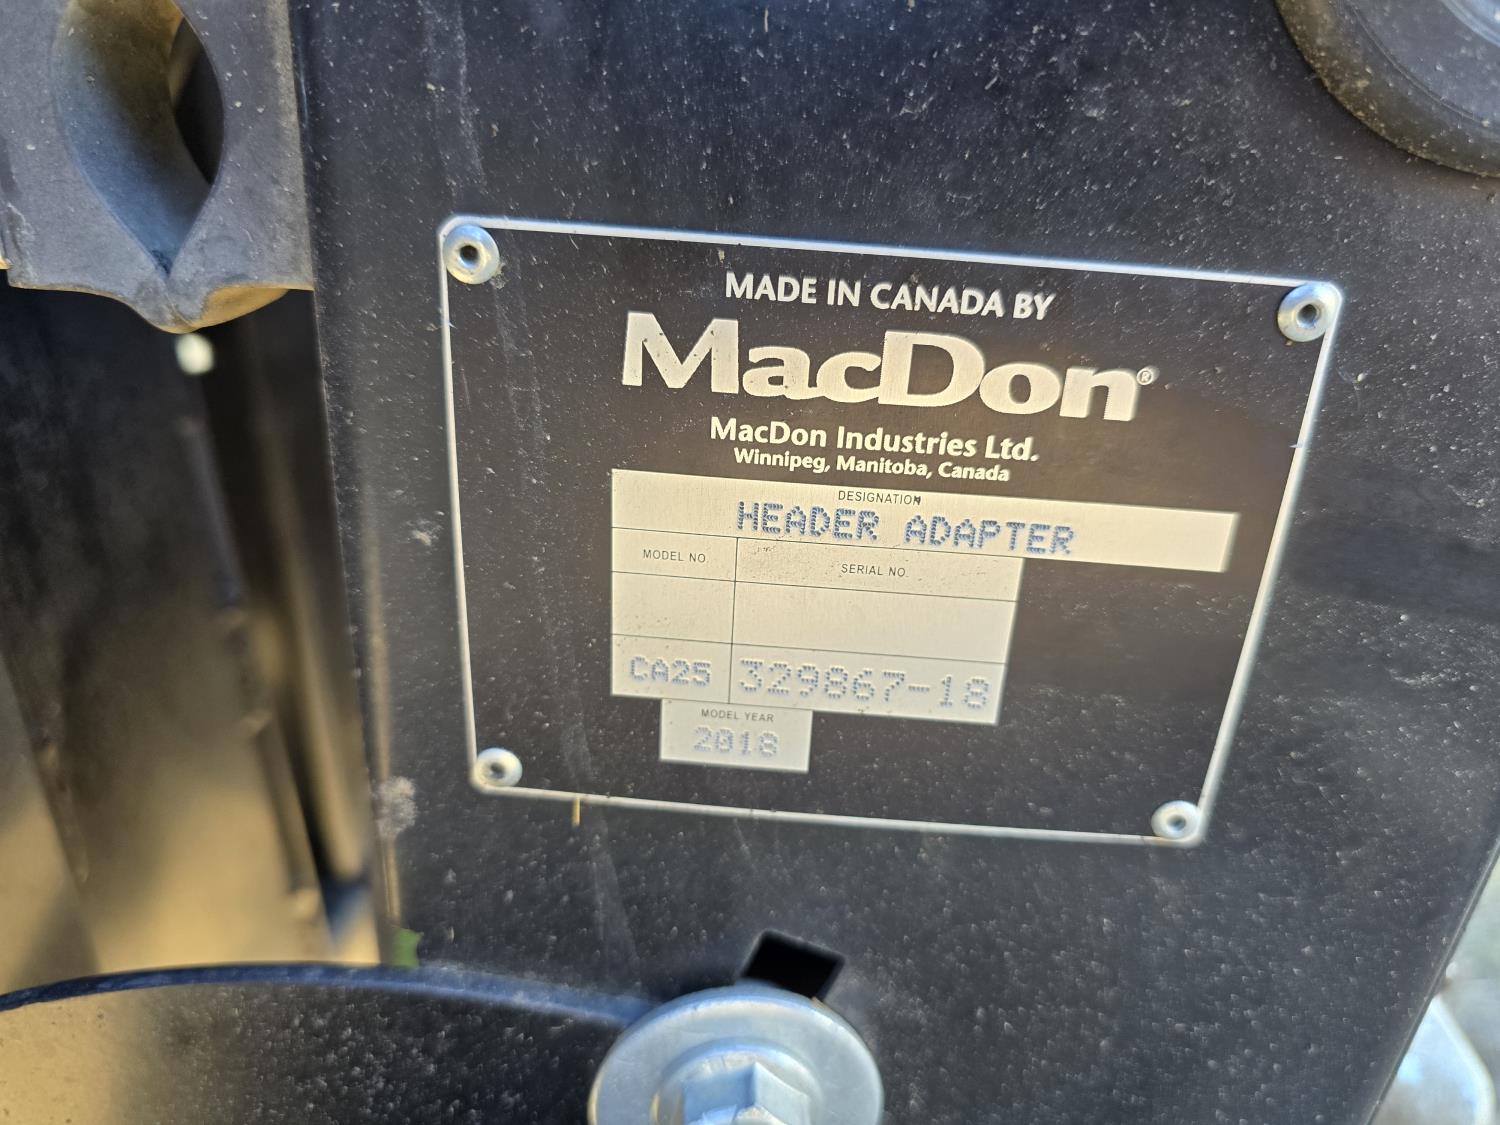 MADE IN CANADA BY
MacDon®
MacDon Industries Ltd.
Winnipeg, Manitoba, Canada
DESIGNATION
HEADER ADAPTER
MODEL NO. SERIAL NO.
CA25 329867-18
MODEL YEAR
2018